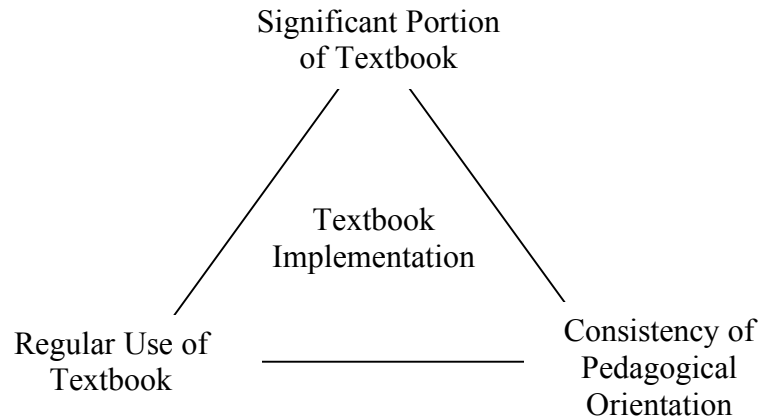 Significant Portion
of Textbook
Textbook
Implementation
Regular Use of
Textbook
Consistency of
Pedagogical
Orientation